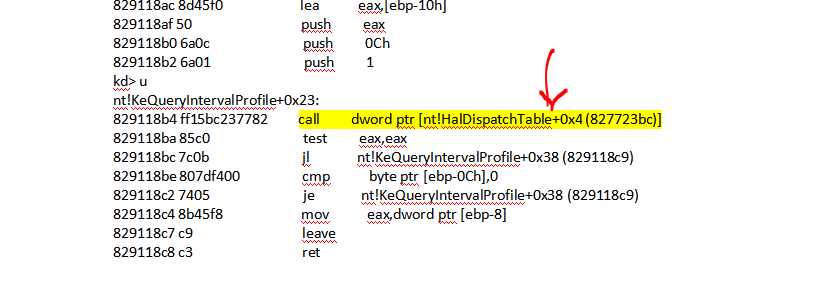 829118ac 8d45f0 lea eax,[ebp-10h]
829118af 50 push eax
829118b0 6a0c push 0Ch
829118b2 6a01 push 1
kd> u
nt!KeQueryIntervalProfile+0x23:
829118b4 ff15bc237782 call dword ptr [nt!HalDispatchTable+0x4 (827723bc)]
829118ba 85c0 test eax,eax
829118bc 7c0b jl nt!KeQueryIntervalProfile+0x38 (829118c9)
829118be 807df400 cmp byte ptr [ebp-0Ch],0
829118c2 7405 je nt!KeQueryIntervalProfile+0x38 (829118c9)
829118c4 8b45f8 mov eax,dword ptr [ebp-8]
829118c7 c9 leave
829118c8 c3 ret